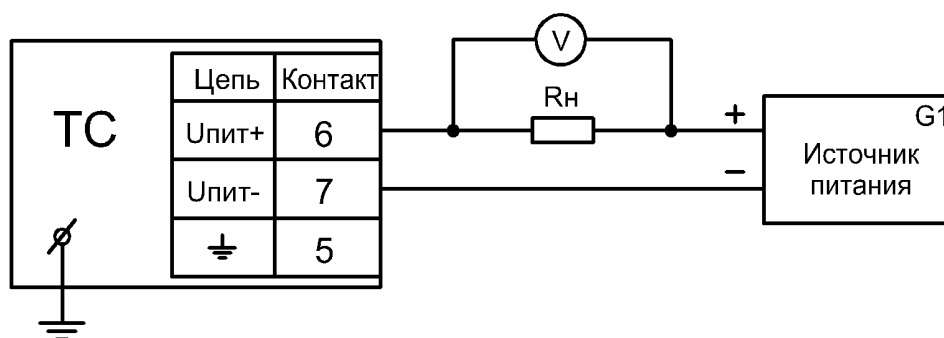 ТС
Цепь Контакт
Uпит+ 6
Uпит- 7
5
V
Rн
+
−
G1
Источник
питания